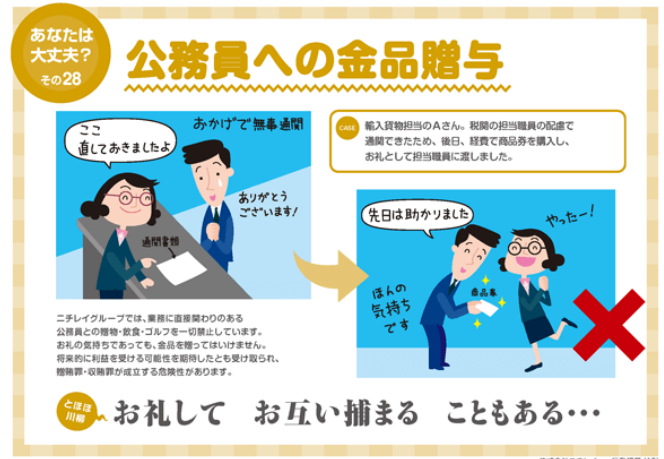 あなたは
大丈夫?
その28
公務員への金品贈与
CASE
輸入貨物担当のAさん。税関の担当職員の配慮で
通関できたため、後日、経費で商品券を購入し、
お礼として担当職員に渡しました。
ここ
直しておきましたよ
おかげで無事通関
ありがとう
ございます!
通関書類
先日は助かりました
やったー!
ほんの
気持ち
です
商品券
ニチレイグループでは、業務に直接関わりのある
公務員との贈物・飲食・ゴルフを一切禁止しています。
お礼の気持ちであっても、金品を贈ってはいけません。
将来的に利益を受ける可能性を期待したとも受け取られ、
贈賄罪・収賄罪が成立する危険性があります。
とほほ
川柳
お礼して お互い捕まる こともある・・・